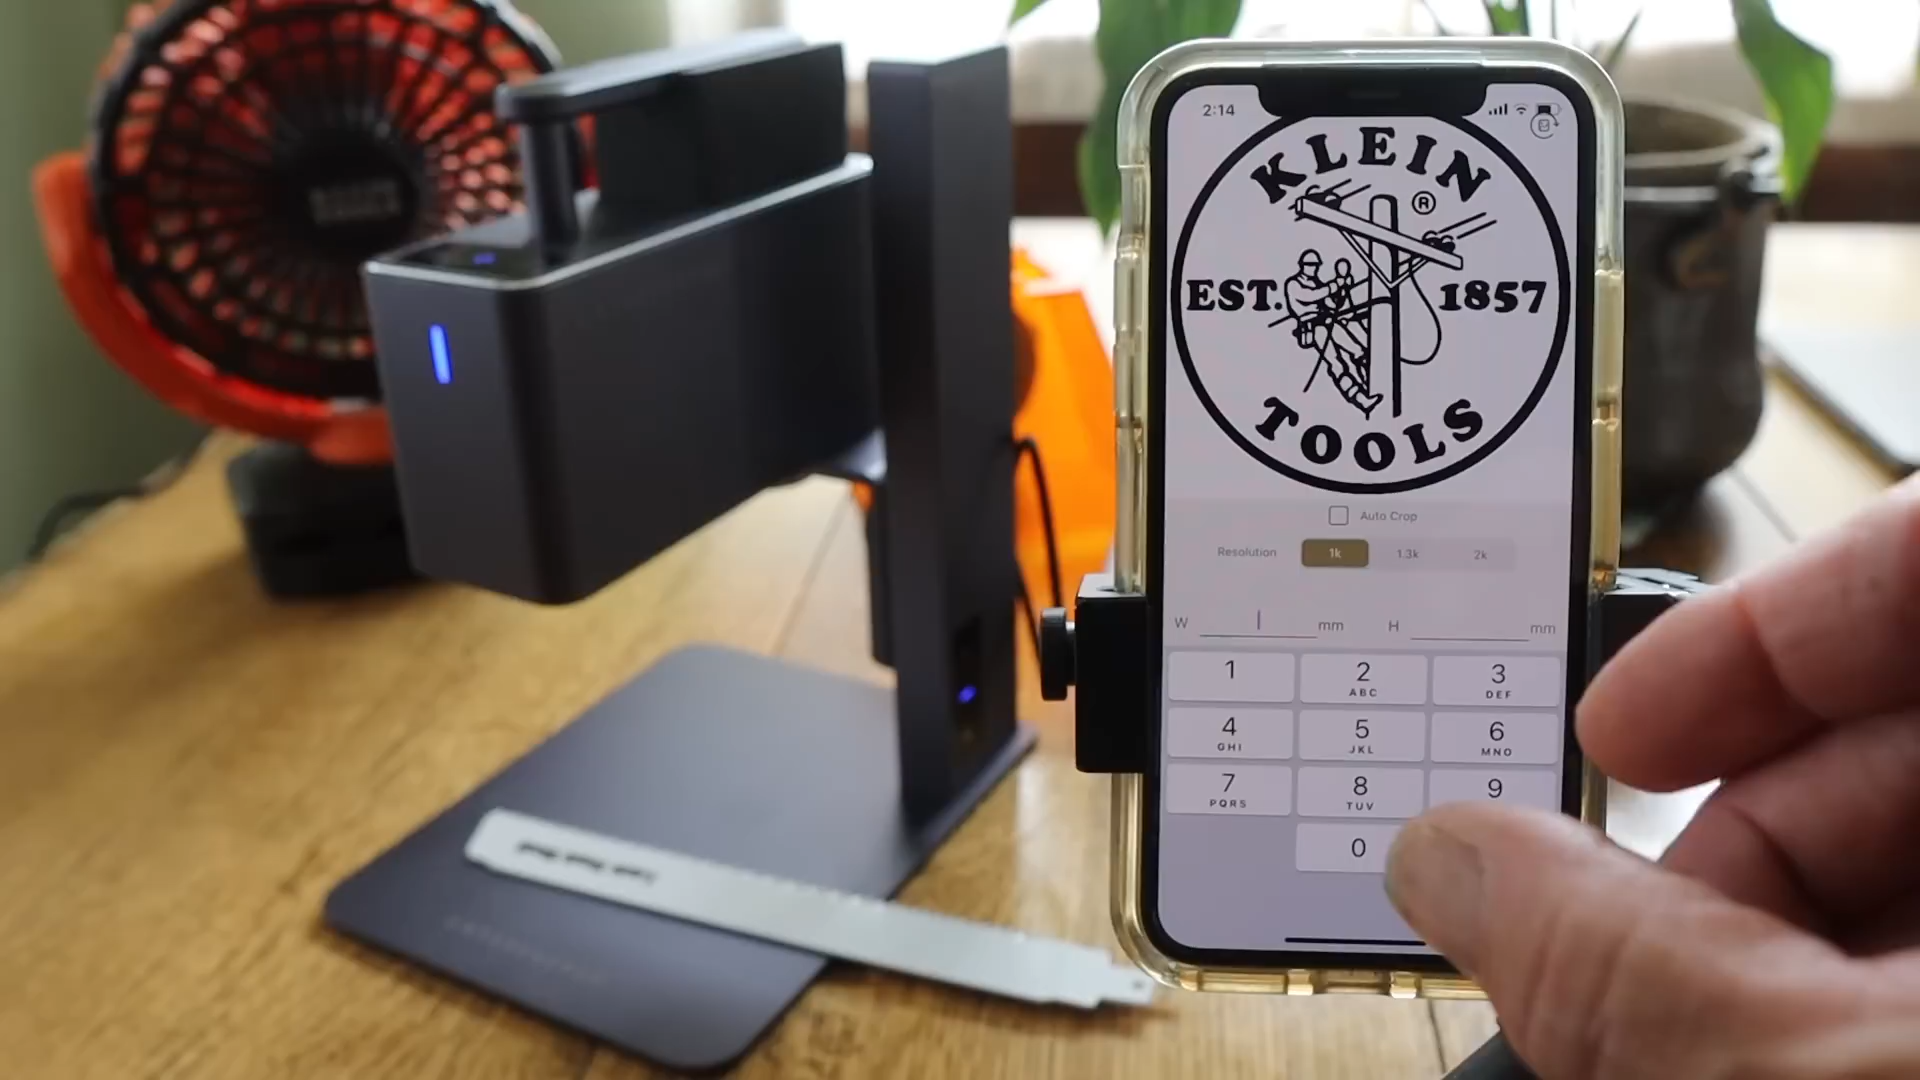 2:14
KLEIN
®
EST. 1857
TOOLS
Auto Crop
Resolution 1k 1.3k 2k
W mm H mm
1 2 3
ABC DEF
4 5 6
GHI JKL MNO
7 8 9
PQRS TUV
0